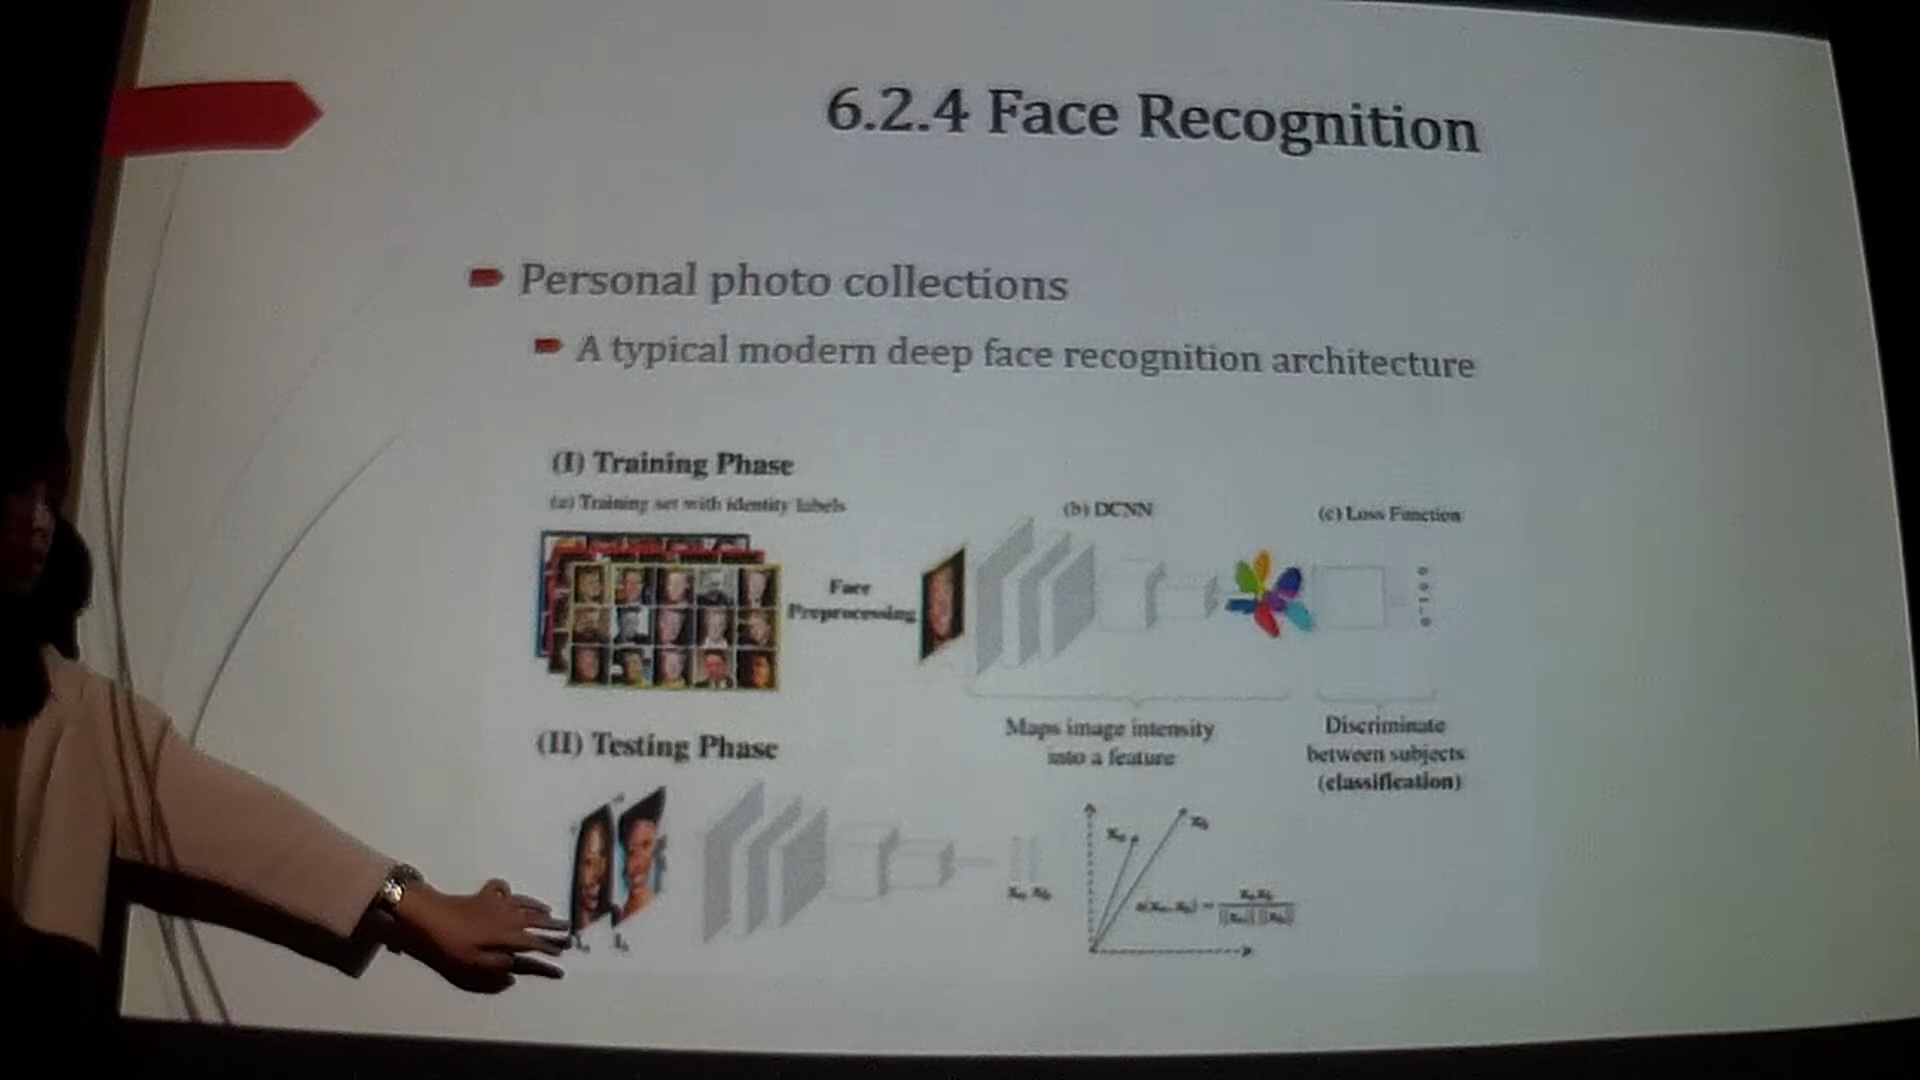 6.2.4 Face Recognition
Personal photo collections
A typical modern deep face recognition architecture
(I) Training Phase
(a) Training set with identity labels
(b) DCNN
(c) Loss Function
Face
Preprocessing
Maps image intensity
into a feature
Discriminate
between subjects
(classification)
(II) Testing Phase